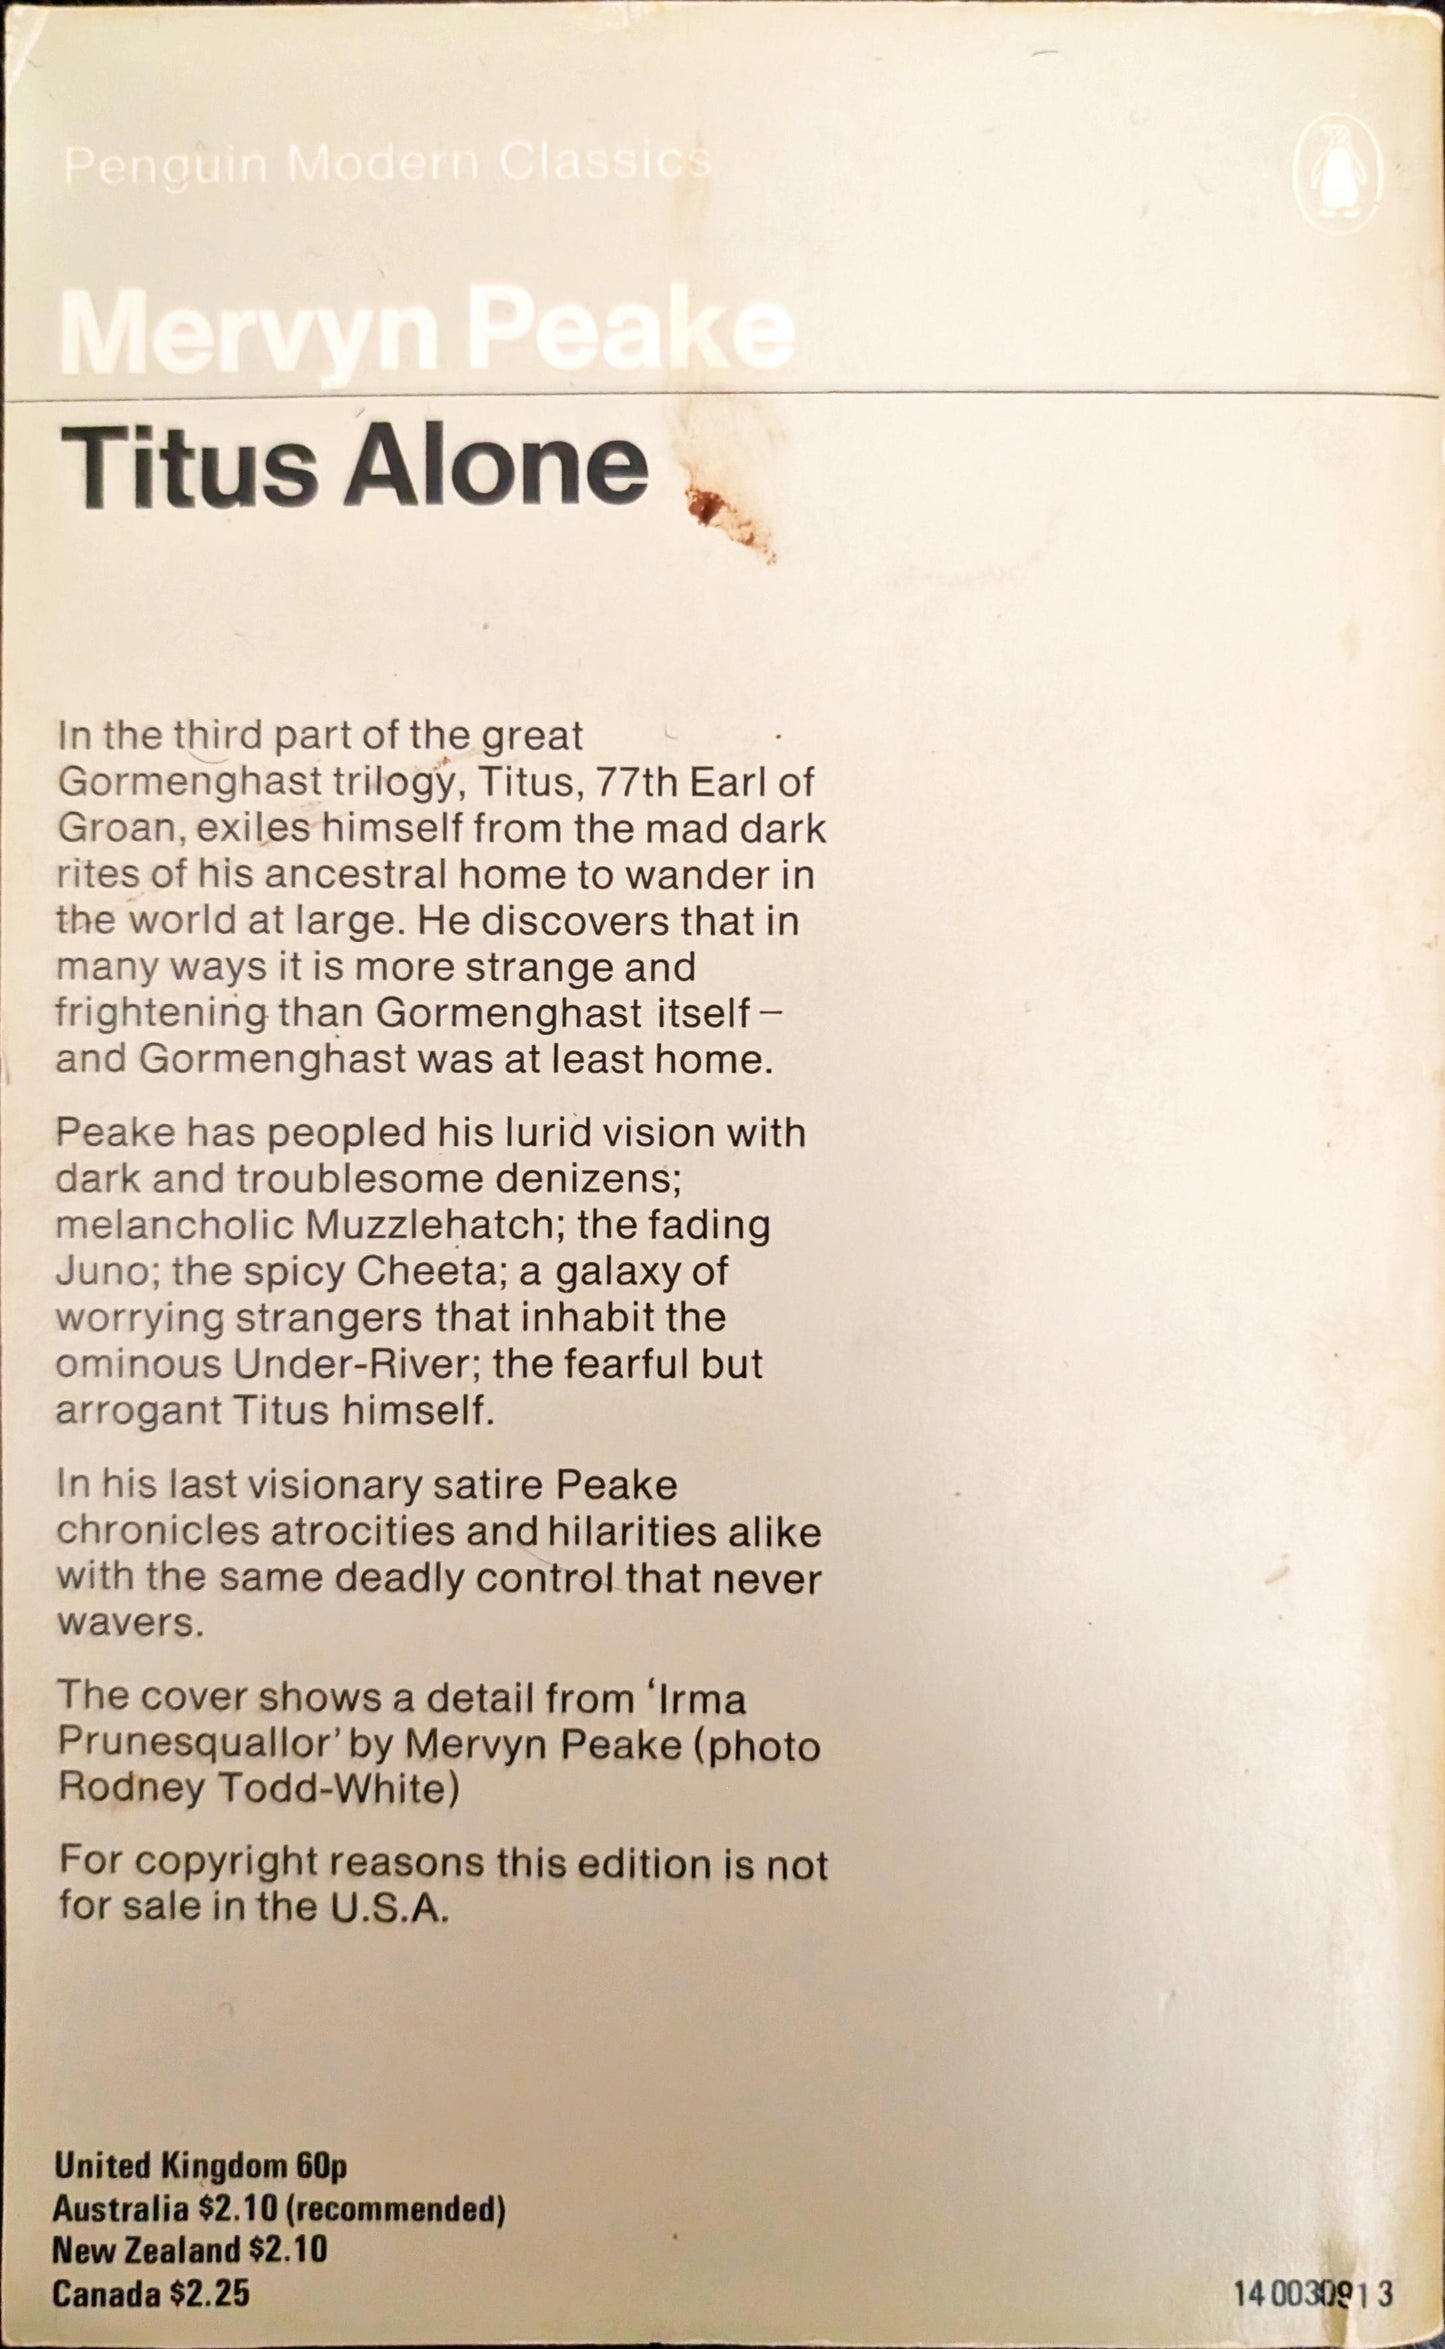 Penguin Modern Classics
Mervyn Peake
Titus Alone
In the third part of the great
Gormenghast trilogy, Titus, 77th Earl of
Groan, exiles himself from the mad dark
rites of his ancestral home to wander in
the world at large. He discovers that in
many ways it is more strange and
frightening than Gormenghast itself –
and Gormenghast was at least home.
Peake has peopled his lurid vision with
dark and troublesome denizens;
melancholic Muzzlehatch; the fading
Juno; the spicy Cheeta; a galaxy of
worrying strangers that inhabit the
ominous Under-River; the fearful but
arrogant Titus himself.
In his last visionary satire Peake
chronicles atrocities and hilarities alike
with the same deadly control that never
wavers.
The cover shows a detail from ‘Irma
Prunesquallor’ by Mervyn Peake (photo
Rodney Todd-White)
For copyright reasons this edition is not
for sale in the U.S.A.
United Kingdom 60p
Australia $2.10 (recommended)
New Zealand $2.10
Canada $2.25
14 003091 3